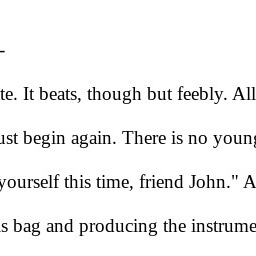 -
te. It beats, though but feebly. All
ust begin again. There is no young
yourself this time, friend John." A
s bag and producing the instrume